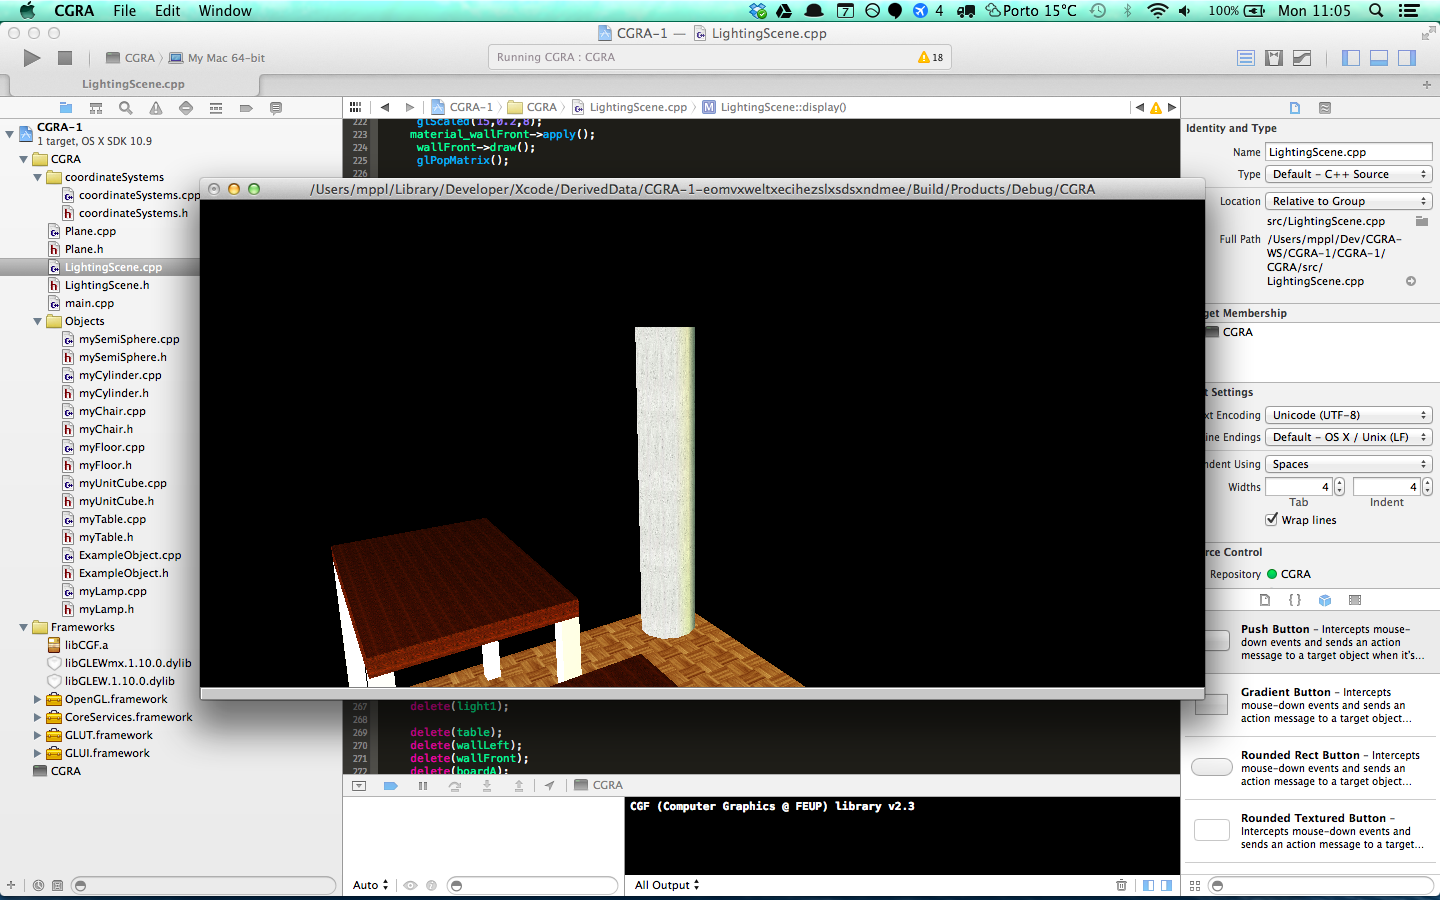 CGRA File Edit Window
7 4 Porto 15°C 100% Mon 11:05
CGRA-1 — LightingScene.cpp
CGRA 〉 My Mac 64-bit
Running CGRA : CGRA
18
LightingScene.cpp
CGRA-1
1 target, OS X SDK 10.9
CGRA
coordinateSystems
coordinateSystems.cpp
coordinateSystems.h
Plane.cpp
Plane.h
LightingScene.cpp
LightingScene.h
main.cpp
Objects
mySemiSphere.cpp
mySemiSphere.h
myCylinder.cpp
myCylinder.h
myChair.cpp
myChair.h
myFloor.cpp
myFloor.h
myUnitCube.cpp
myUnitCube.h
myTable.cpp
myTable.h
ExampleObject.cpp
ExampleObject.h
myLamp.cpp
myLamp.h
Frameworks
libCGF.a
libGLEWmx.1.10.0.dylib
libGLEW.1.10.0.dylib
OpenGL.framework
CoreServices.framework
GLUT.framework
GLUI.framework
CGRA
CGRA-1 〉 CGRA 〉 LightingScene.cpp 〉 M LightingScene::display()
222 glScaled(15,0.2,8);
223 material_wallFront->apply();
224 wallFront->draw();
225 glPopMatrix();
/Users/mppl/Library/Developer/Xcode/DerivedData/CGRA-1-eomvxweltxecihezslxsdsxndmee/Build/Products/Debug/CGRA
267 delete(light1);
268
269 delete(table);
270 delete(wallLeft);
271 delete(wallFront);
272 delete(boardA);
CGRA
CGF (Computer Graphics @ FEUP) library v2.3
Auto
All Output
Identity and Type
Name LightingScene.cpp
Type Default - C++ Source
Location Relative to Group
src/LightingScene.cpp
Full Path /Users/mppl/Dev/CGRA-
WS/CGRA-1/CGRA-1/
CGRA/src/
LightingScene.cpp
get Membership
CGRA
t Settings
xt Encoding Unicode (UTF-8)
ine Endings Default - OS X / Unix (LF)
ndent Using Spaces
Widths 4 4
Tab Indent
Wrap lines
rce Control
Repository CGRA
Push Button - Intercepts mouse-
down events and sends an action
message to a target object when it's...
Gradient Button - Intercepts
mouse-down events and sends an
action message to a target object...
Rounded Rect Button - Intercepts
mouse-down events and sends an
action message to a target object...
Rounded Textured Button -
Intercepts mouse-down events and
sends an action message to a target...